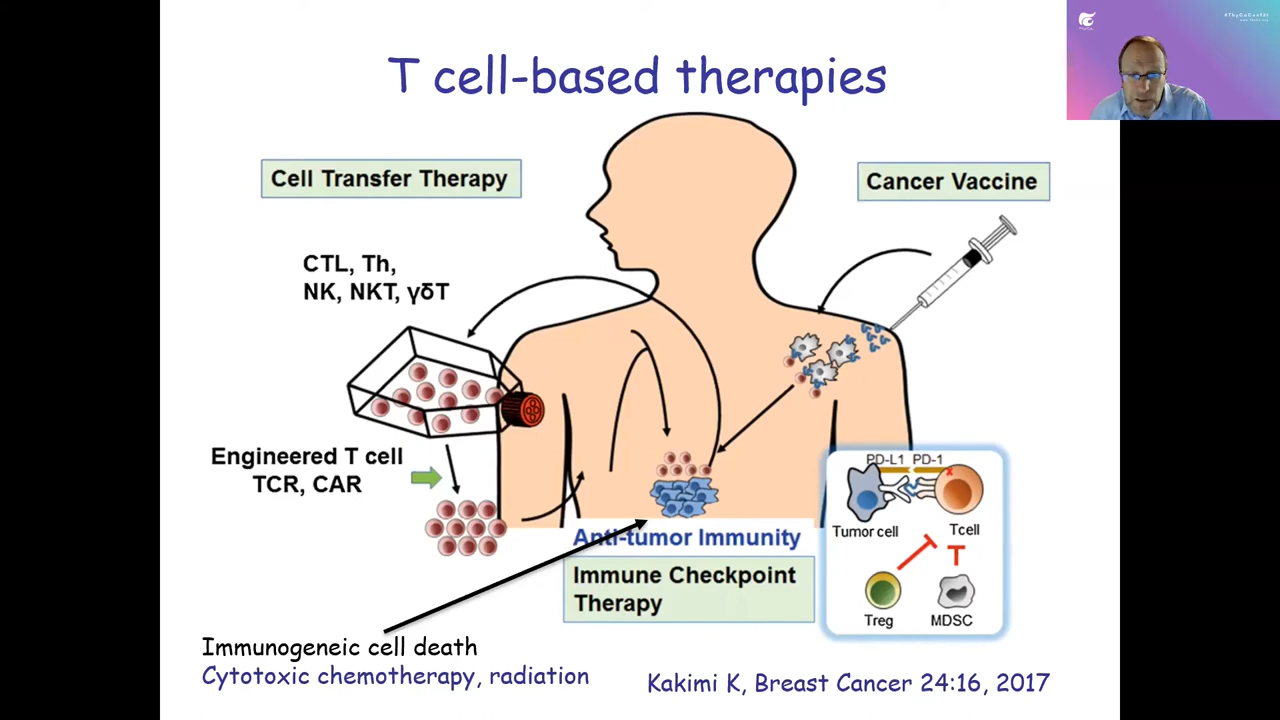 T cell-based therapies
Cell Transfer Therapy
Cancer Vaccine
CTL, Th,
NK, NKT, γδT
Engineered T cell
TCR, CAR
PD-L1 PD-1
x
Tumor cell
Tcell
Treg
MDSC
Anti-tumor Immunity
Immune Checkpoint
Therapy
Immunogeneic cell death
Cytotoxic chemotherapy, radiation
Kakimi K, Breast Cancer 24:16, 2017